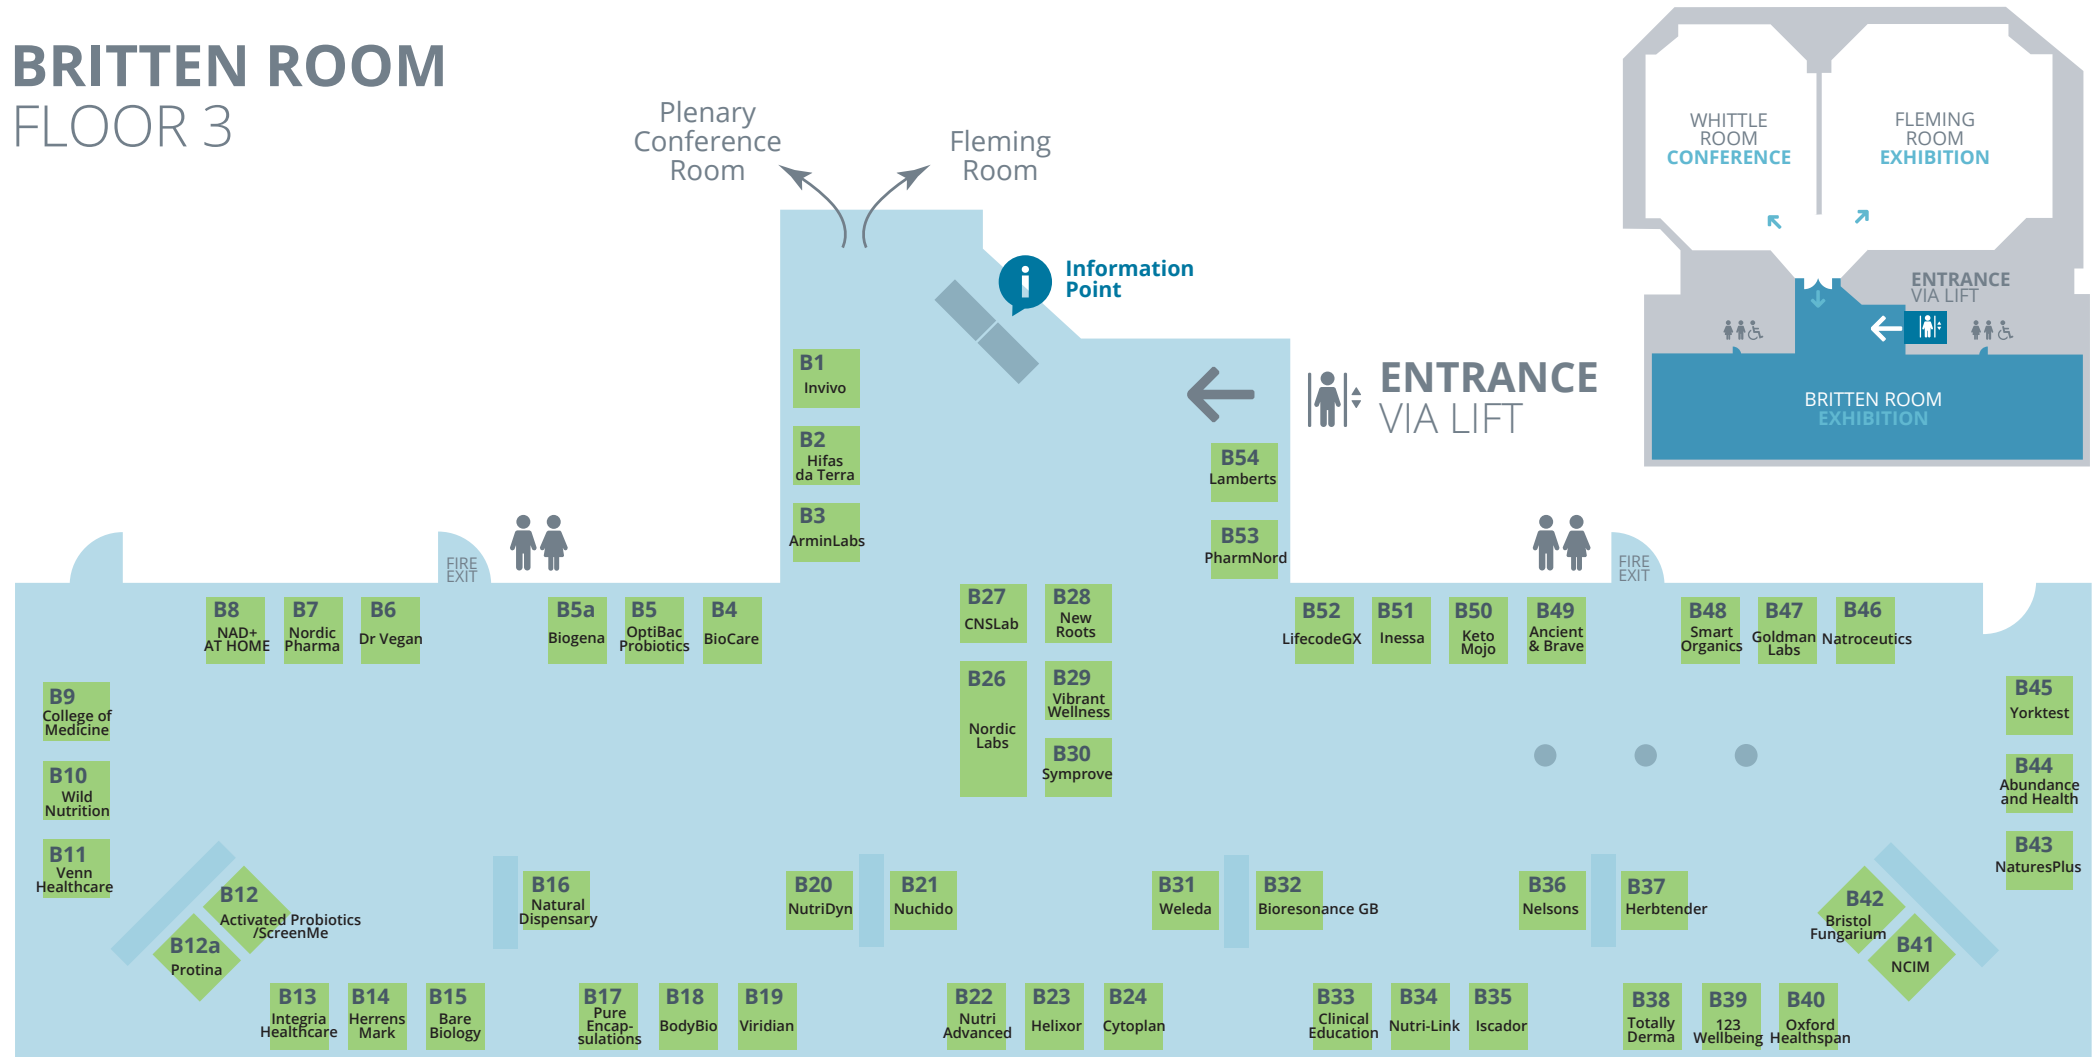 BRITTEN ROOM
FLOOR 3
Plenary
Conference
Room
Fleming
Room
Information
Point
ENTRANCE
VIA LIFT
WHITTLE
ROOM
CONFERENCE
FLEMING
ROOM
EXHIBITION
ENTRANCE
VIA LIFT
BRITTEN ROOM
EXHIBITION
B1
Invivo
B2
Hifas
da Terra
B3
ArminLabs
B54
Lamberts
B53
PharmNord
FIRE
EXIT
FIRE
EXIT
B8
NAD+
AT HOME
B7
Nordic
Pharma
B6
Dr Vegan
B5a
Biogena
B5
OptiBac
Probiotics
B4
BioCare
B27
CNSLab
B28
New
Roots
B26
Nordic
Labs
B29
Vibrant
Wellness
B30
Symprove
B52
LifecodeGX
B51
Inessa
B50
Keto
Mojo
B49
Ancient
& Brave
B48
Smart
Organics
B47
Goldman
Labs
B46
Natroceutics
B9
College of
Medicine
B10
Wild
Nutrition
B11
Venn
Healthcare
B45
Yorktest
B44
Abundance
and Health
B43
NaturesPlus
B12
Activated Probiotics
/ScreenMe
B12a
Protina
B16
Natural
Dispensary
B20
NutriDyn
B21
Nuchido
B31
Weleda
B32
Bioresonance GB
B36
Nelsons
B37
Herbtender
B42
Bristol
Fungarium
B41
NCIM
B13
Integria
Healthcare
B14
Herrens
Mark
B15
Bare
Biology
B17
Pure
Encap-
sulations
B18
BodyBio
B19
Viridian
B22
Nutri
Advanced
B23
Helixor
B24
Cytoplan
B33
Clinical
Education
B34
Nutri-Link
B35
Iscador
B38
Totally
Derma
B39
123
Wellbeing
B40
Oxford
Healthspan